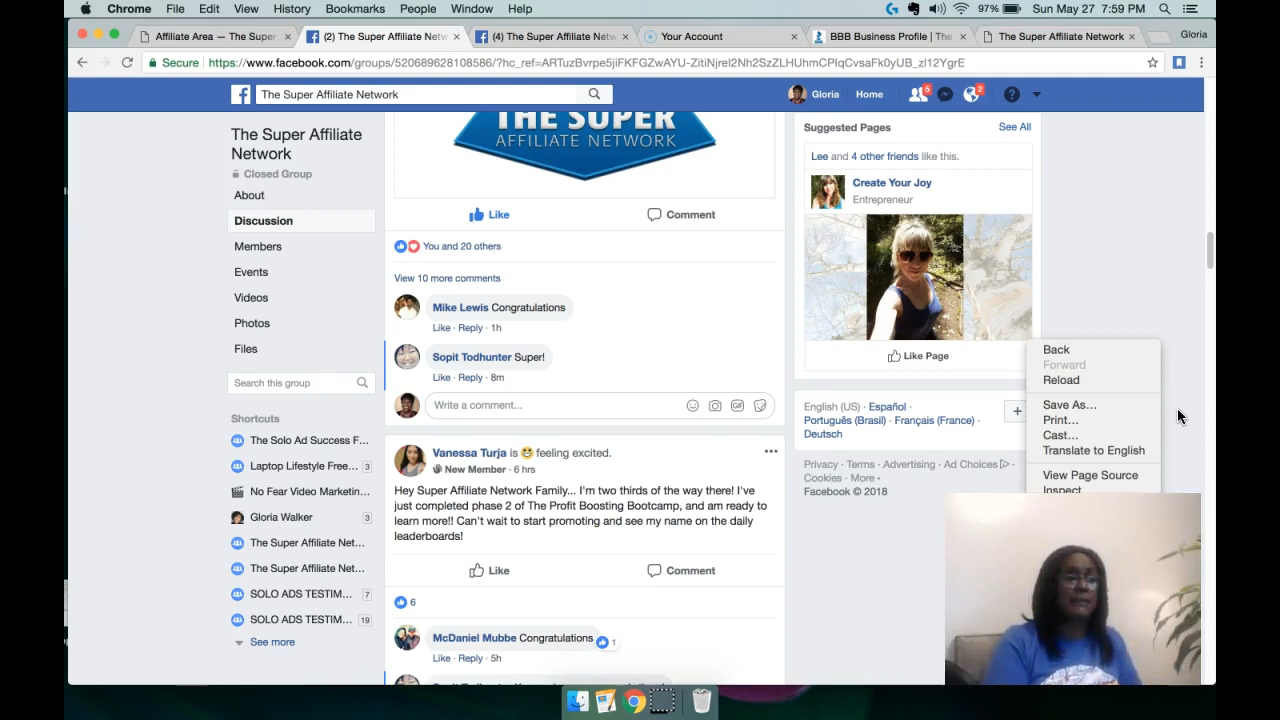 Chrome File Edit View History Bookmarks People Window Help 97% Sun May 27 7:59 PM
Affiliate Area — The Super × (2) The Super Affiliate Netw × (4) The Super Affiliate Netw × Your Account × BBB Business Profile | The × The Super Affiliate Network × Gloria
Secure https://www.facebook.com/groups/520689628108586/?hc_ref=ARTuzBvrpe5jiFKFGZwAYU-ZitiNjrel2Nh2SzZLHUhmCPIqCvsaFk0yUB_zl12YgrE
The Super Affiliate Network
Gloria Home 5 2
The Super Affiliate
Network
Closed Group
About
Discussion
Members
Events
Videos
Photos
Files
Search this group
Shortcuts
The Solo Ad Success F...
Laptop Lifestyle Free... 3
No Fear Video Marketin...
Gloria Walker 3
The Super Affiliate Net...
The Super Affiliate Net...
SOLO ADS TESTIM... 7
SOLO ADS TESTIM... 19
See more
THE SUPER
AFFILIATE NETWORK
Like Comment
You and 20 others
View 10 more comments
Mike Lewis Congratulations
Like · Reply · 1h
Sopit Todhunter Super!
Like · Reply · 8m
Write a comment...
GIF
Vanessa Turja is feeling excited.
New Member · 6 hrs
Hey Super Affiliate Network Family... I'm two thirds of the way there! I've
just completed phase 2 of The Profit Boosting Bootcamp, and am ready to
learn more!! Can't wait to start promoting and see my name on the daily
leaderboards!
Like Comment
6
McDaniel Mubbe Congratulations 1
Like · Reply · 5h
Suggested Pages See All
Lee and 4 other friends like this.
Create Your Joy
Entrepreneur
Like Page
English (US) · Español ·
Português (Brasil) · Français (France) ·
Deutsch
Privacy · Terms · Advertising · Ad Choices ·
Cookies · More
Facebook © 2018
Back
Forward
Reload
Save As...
Print...
Cast...
Translate to English
View Page Source
Inspect